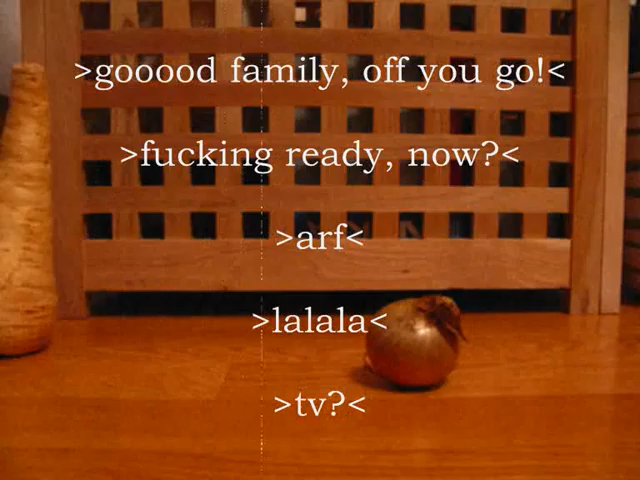 >gooood family, off you go!<
>fucking ready, now?<
>arf<
>lalala<
>tv?<